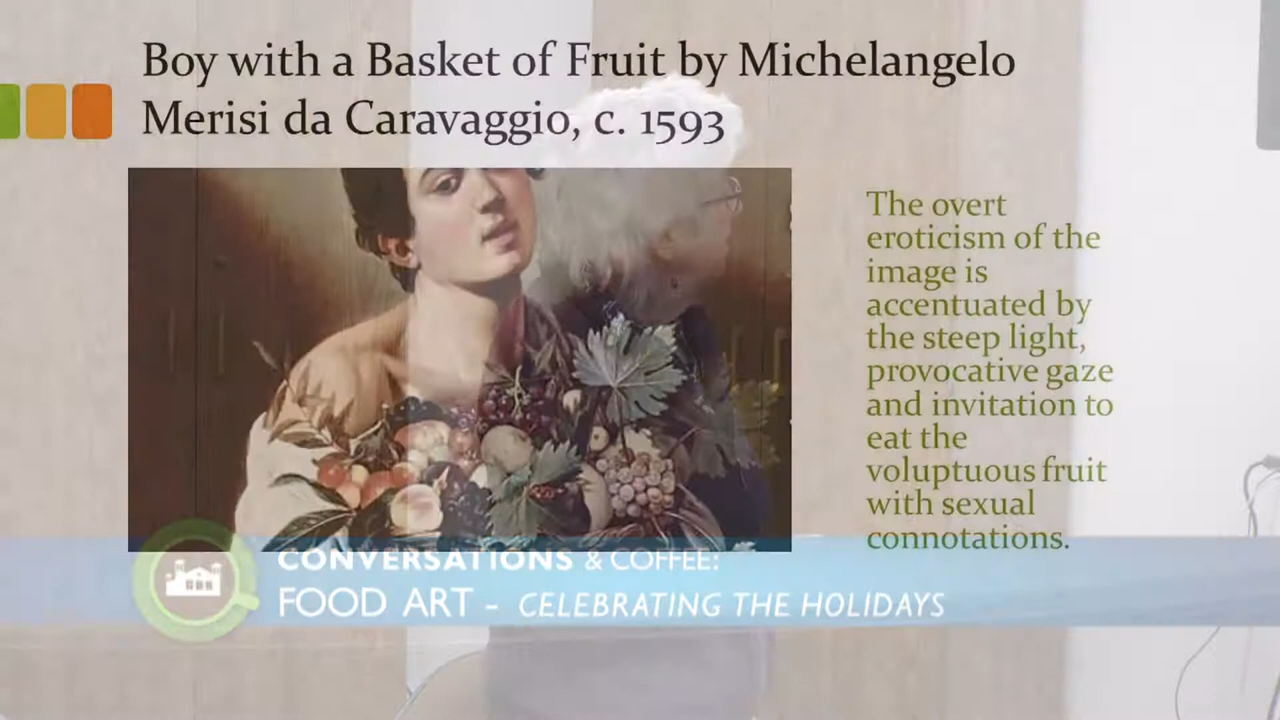 Boy with a Basket of Fruit by Michelangelo
Merisi da Caravaggio, c. 1593
The overt
eroticism of the
image is
accentuated by
the steep light,
provocative gaze
and invitation to
eat the
voluptuous fruit
with sexual
connotations.
CONVERSATIONS & COFFEE:
FOOD ART - CELEBRATING THE HOLIDAYS